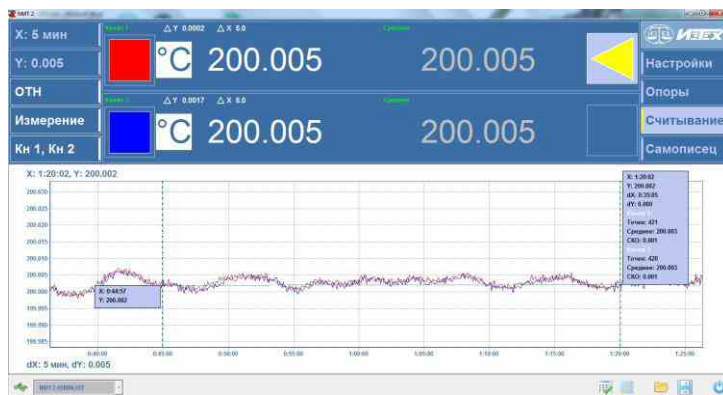 X: 5 мин
Y: 0.005
ОТН
Измерение
Кн 1, Кн 2
△ Y 0.0002 △ X 6.0
°C 200.005 200.005
△ Y 0.0017 △ X 6.0
°C 200.005 200.005
ИзТех
Настройки
Опоры
Считывание
Самописец
X: 1:20:02, Y: 200.002
200.030
200.025
200.020
200.015
200.010
200.005
200.000
199.995
199.990
199.985
X: 0:44:57
Y: 200.002
X: 1:20:02
Y: 200.002
dX: 0:35:05
dY: 0.000
Точек: 421
Среднее: 200.003
СКО: 0.001
Точек: 420
Среднее: 200.003
СКО: 0.001
0:40:00 0:45:00 0:50:00 0:55:00 1:00:00 1:05:00 1:10:00 1:15:00 1:20:00 1:25:00
dX: 5 мин, dY: 0.005